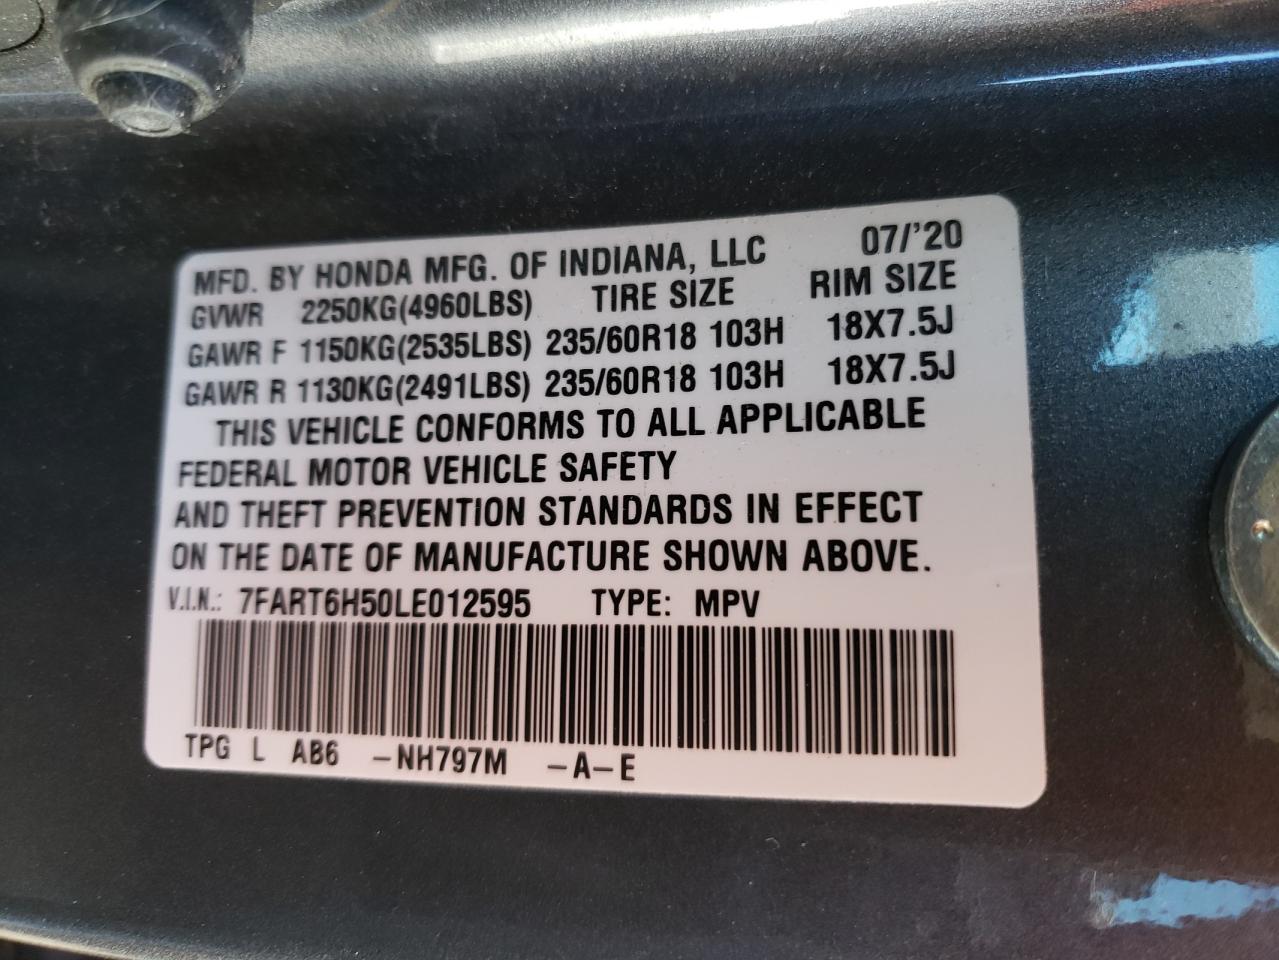 MFD. BY HONDA MFG. OF INDIANA, LLC 07/'20
GVWR 2250KG(4960LBS) TIRE SIZE RIM SIZE
GAWR F 1150KG(2535LBS) 235/60R18 103H 18X7.5J
GAWR R 1130KG(2491LBS) 235/60R18 103H 18X7.5J
THIS VEHICLE CONFORMS TO ALL APPLICABLE
FEDERAL MOTOR VEHICLE SAFETY
AND THEFT PREVENTION STANDARDS IN EFFECT
ON THE DATE OF MANUFACTURE SHOWN ABOVE.
V.I.N.: 7FART6H50LE012595 TYPE: MPV
TPG L AB6 -NH797M -A-E